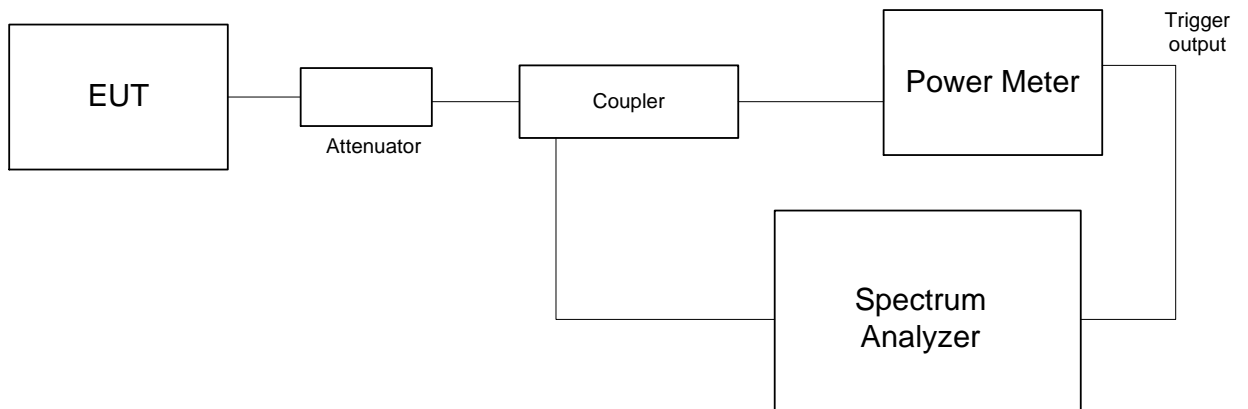 Trigger
output
EUT
Attenuator
Coupler
Power Meter
Spectrum
Analyzer